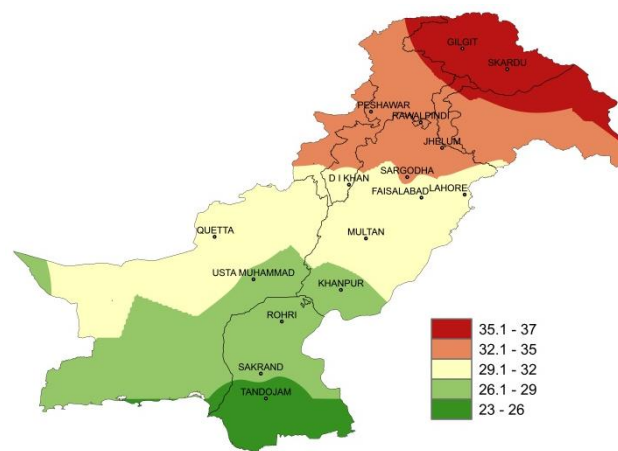 GILGIT
SKARDU
PESHAWAR
RAWALPINDI
JHELUM
SARGODHA
D I KHAN
FAISALABAD
LAHORE
QUETTA
MULTAN
USTA MUHAMMAD
KHANPUR
ROHRI
SAKRAND
TANDOJAM
35.1 - 37
32.1 - 35
29.1 - 32
26.1 - 29
23 - 26